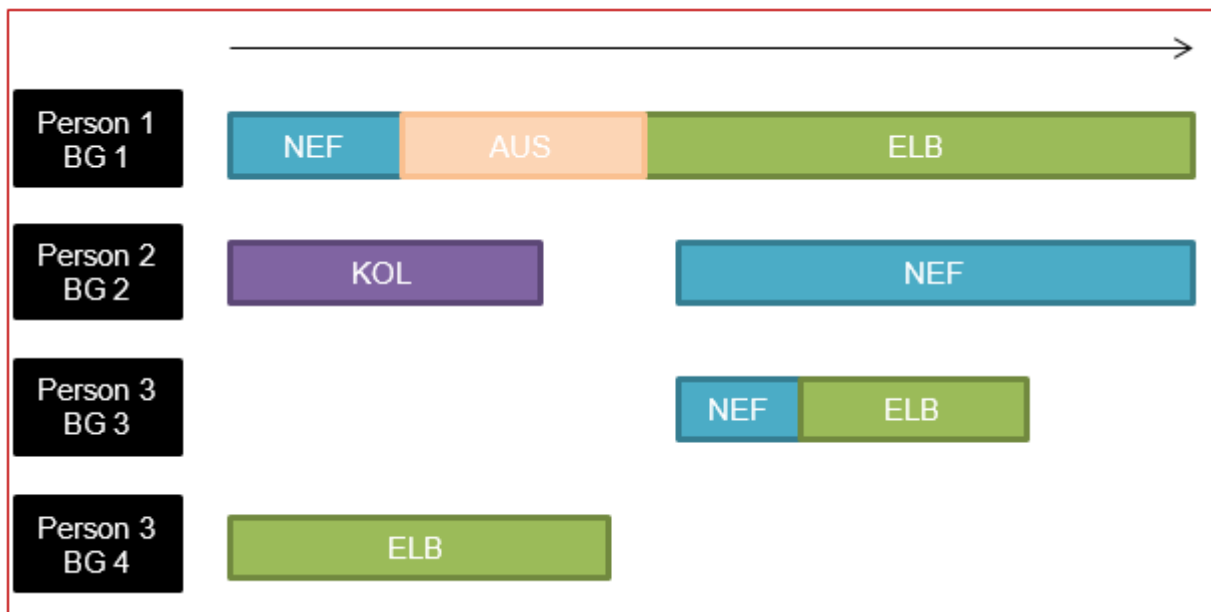 Person 1
BG 1
NEF AUS ELB
Person 2
BG 2
KOL NEF
Person 3
BG 3
NEF ELB
Person 3
BG 4
ELB